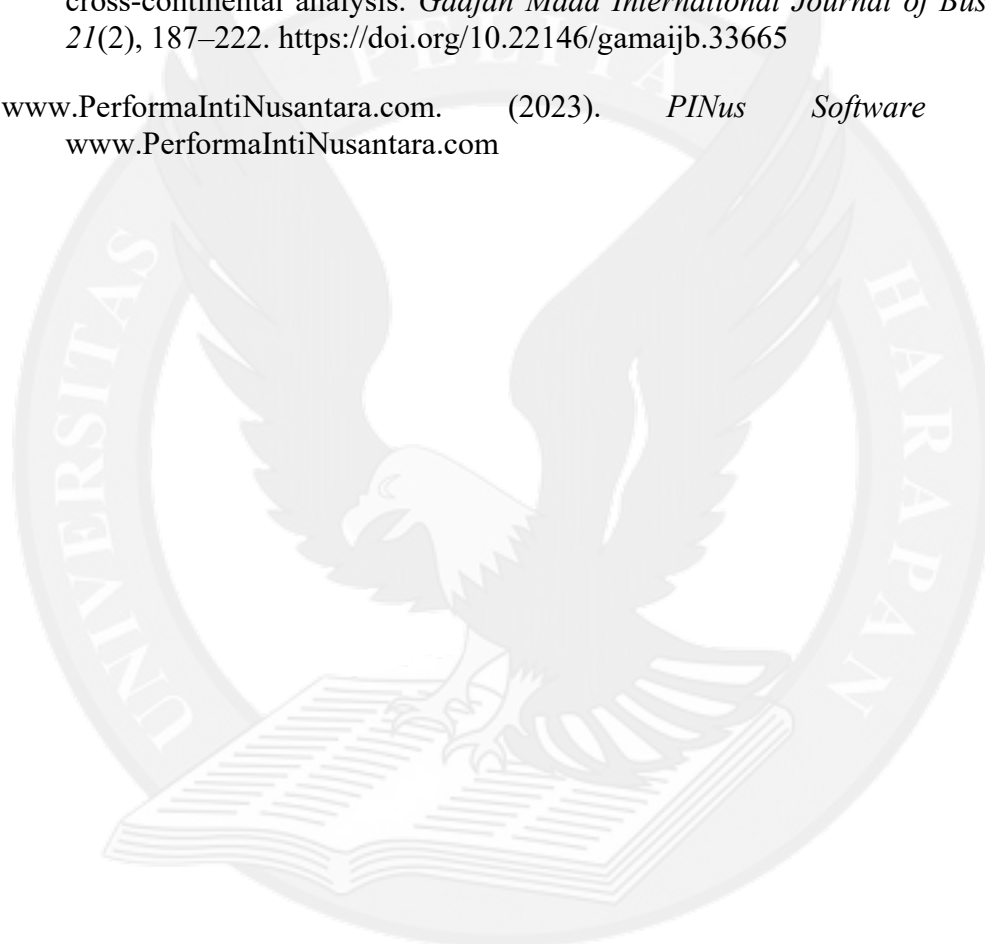 cross-continental analysis. Gadjah Mada International Journal of Bus
21(2), 187–222. https://doi.org/10.22146/gamaijb.33665
www.PerformaIntiNusantara.com. (2023). PINus Software
www.PerformaIntiNusantara.com
UNIVERSITAS
PELITA
HARAPAN